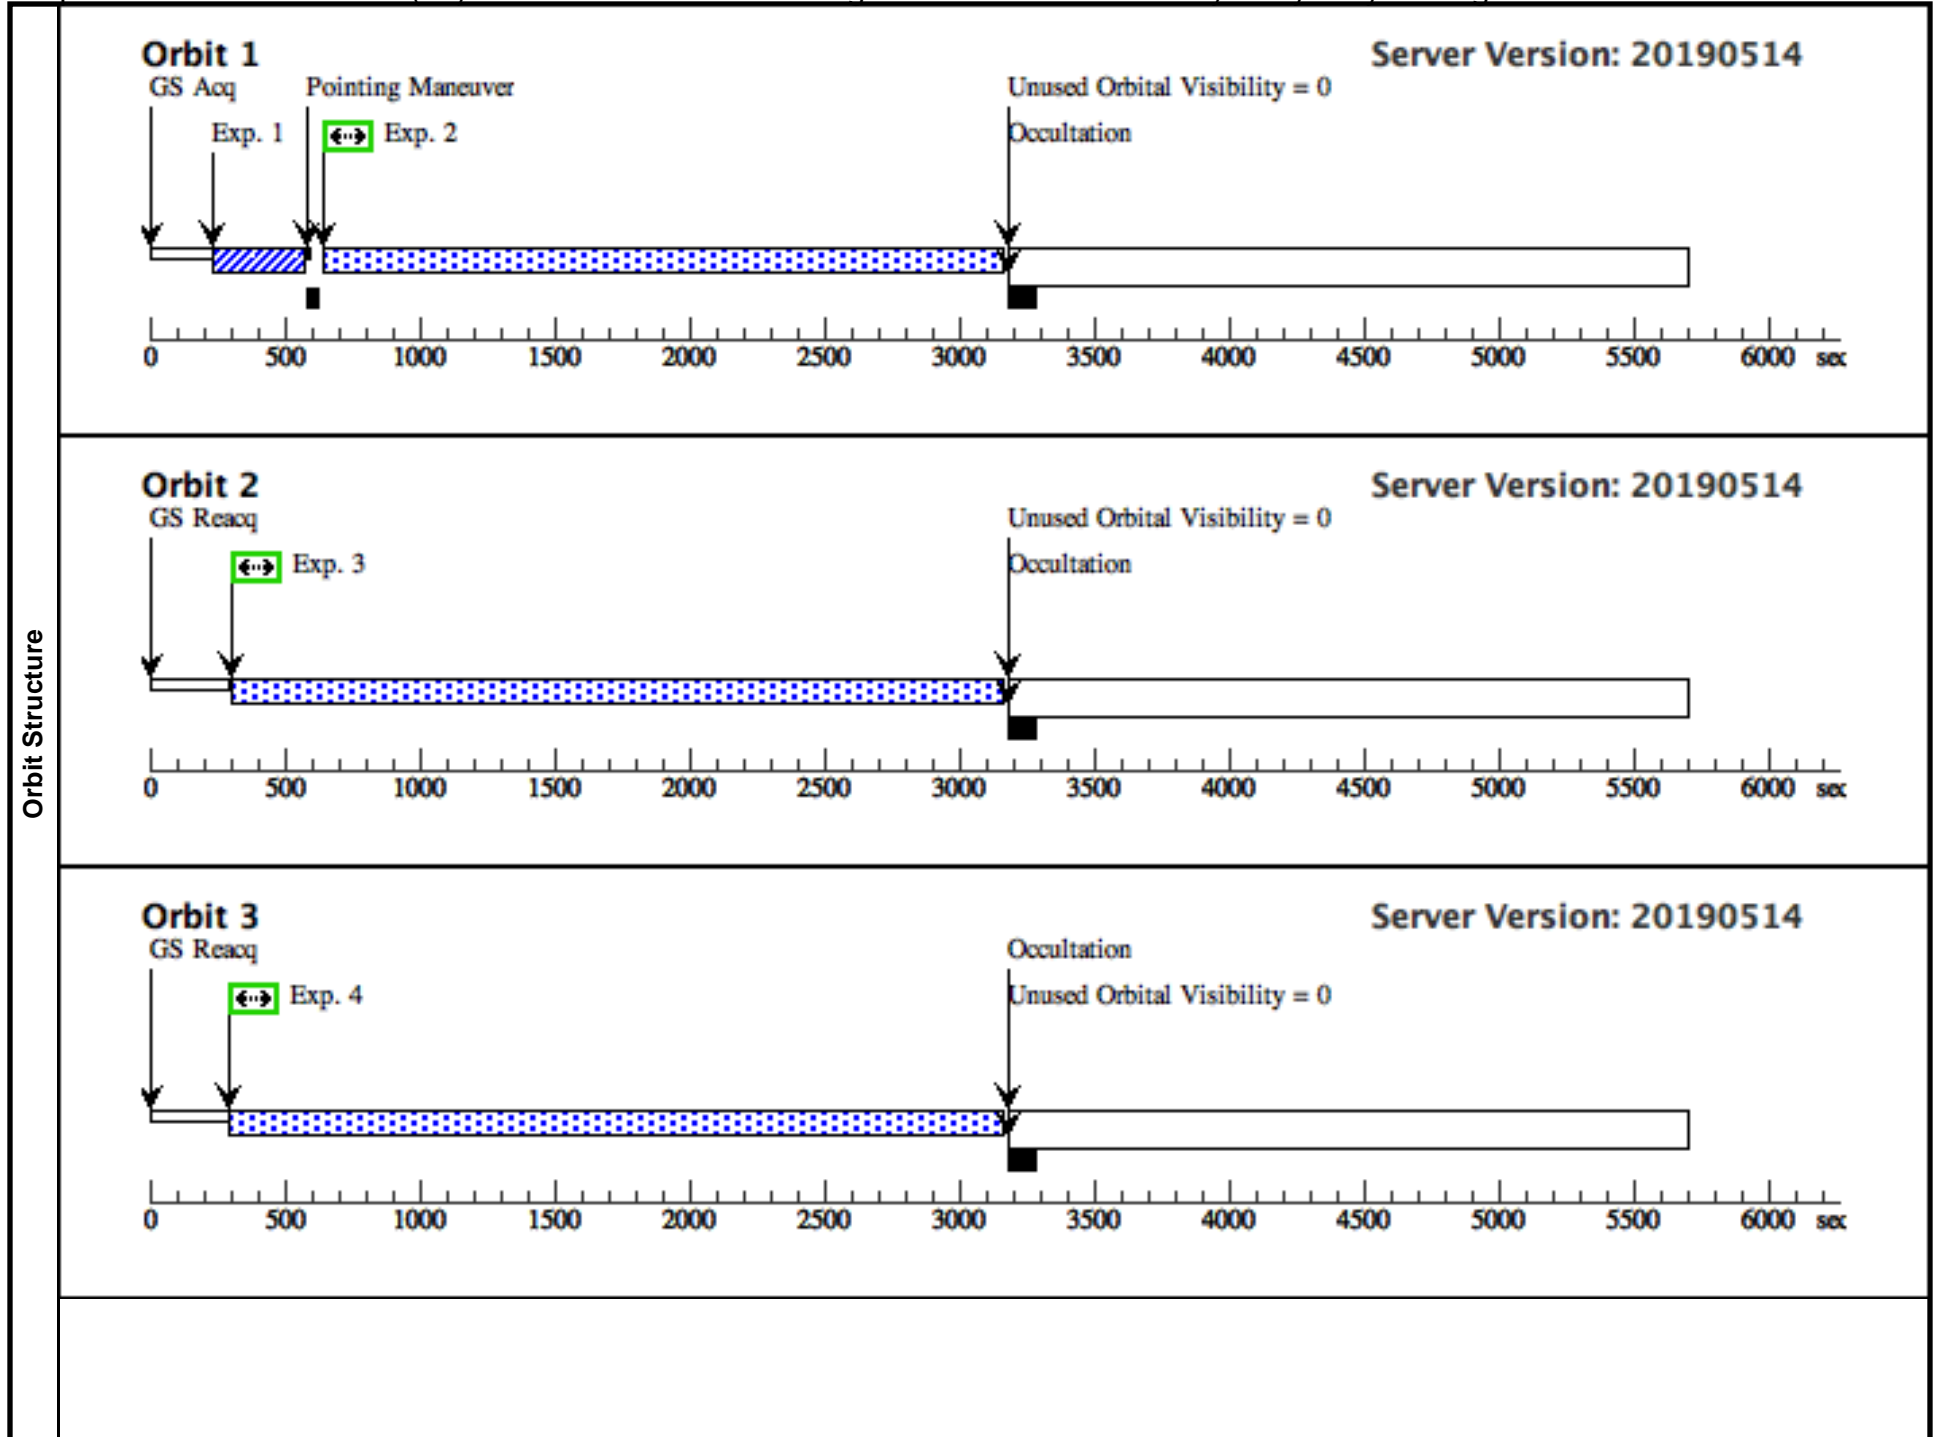 Orbit Structure
Orbit 1 Server Version: 20190514
GS Acq Pointing Maneuver Unused Orbital Visibility = 0
Exp. 1 Exp. 2 Occultation
0 500 1000 1500 2000 2500 3000 3500 4000 4500 5000 5500 6000 sec
Orbit 2 Server Version: 20190514
GS Reacq Unused Orbital Visibility = 0
Exp. 3 Occultation
0 500 1000 1500 2000 2500 3000 3500 4000 4500 5000 5500 6000 sec
Orbit 3 Server Version: 20190514
GS Reacq Occultation
Exp. 4 Unused Orbital Visibility = 0
0 500 1000 1500 2000 2500 3000 3500 4000 4500 5000 5500 6000 sec